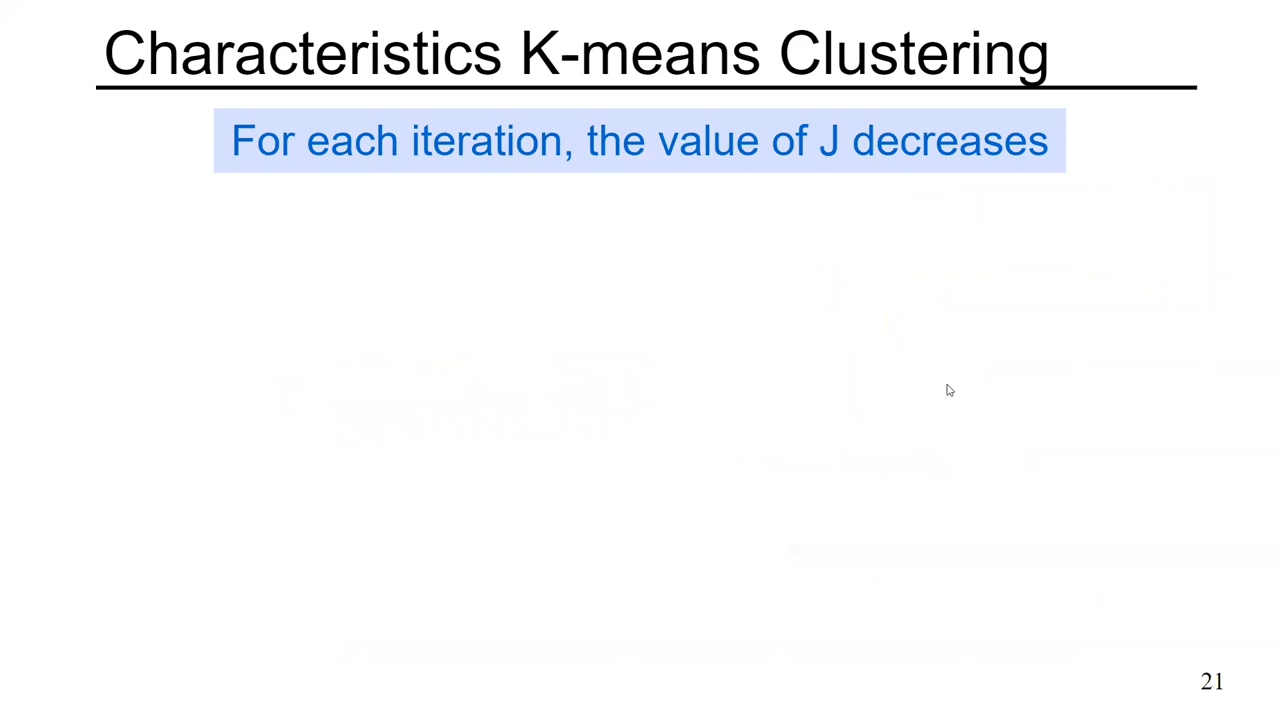 Characteristics K-means Clustering
For each iteration, the value of J decreases
21